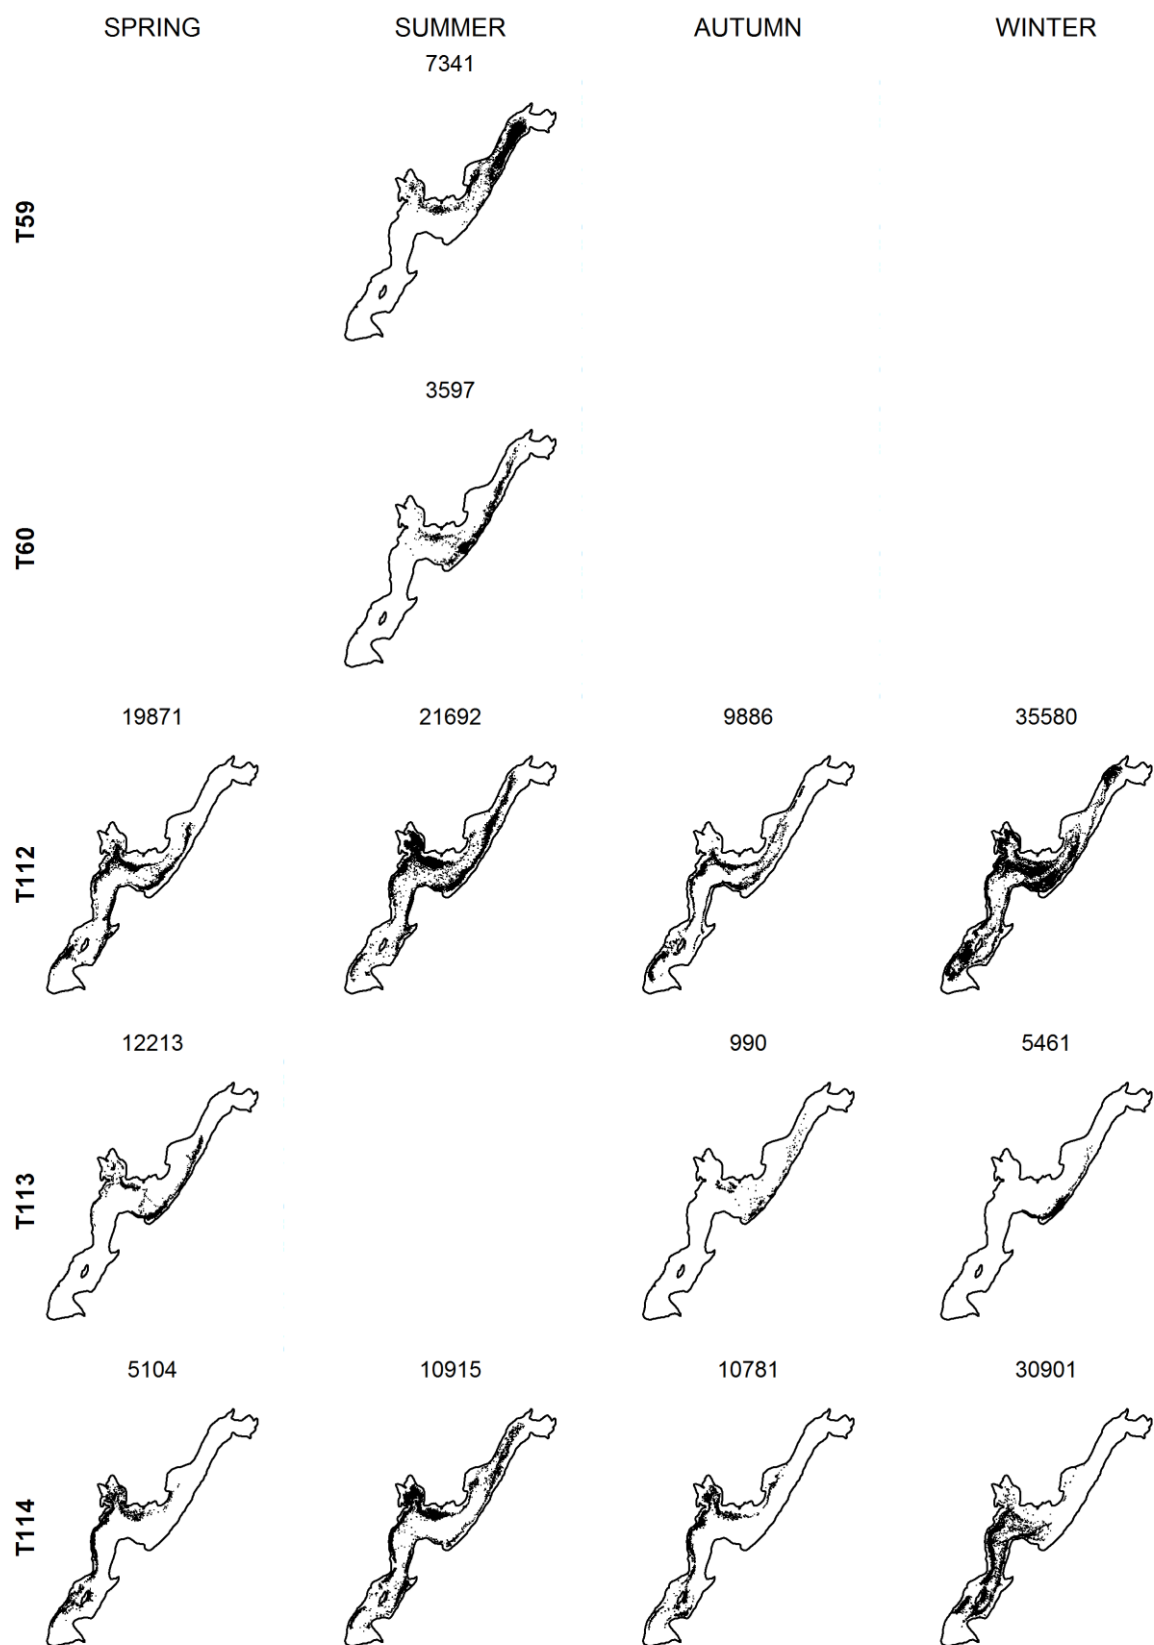 SPRING SUMMER AUTUMN WINTER
7341
T59
3597
T60
19871 21692 9886 35580
T112
12213 990 5461
T113
5104 10915 10781 30901
T114